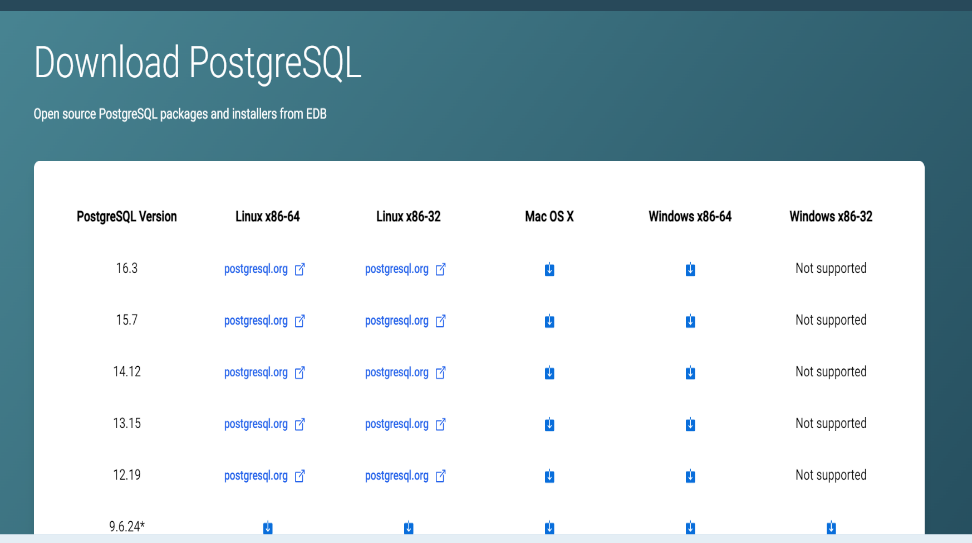 Download PostgreSQL
Open source PostgreSQL packages and installers from EDB
PostgreSQL Version Linux x86-64 Linux x86-32 Mac OS X Windows x86-64 Windows x86-32
16.3 postgresql.org postgresql.org Not supported
15.7 postgresql.org postgresql.org Not supported
14.12 postgresql.org postgresql.org Not supported
13.15 postgresql.org postgresql.org Not supported
12.19 postgresql.org postgresql.org Not supported
9.6.24*